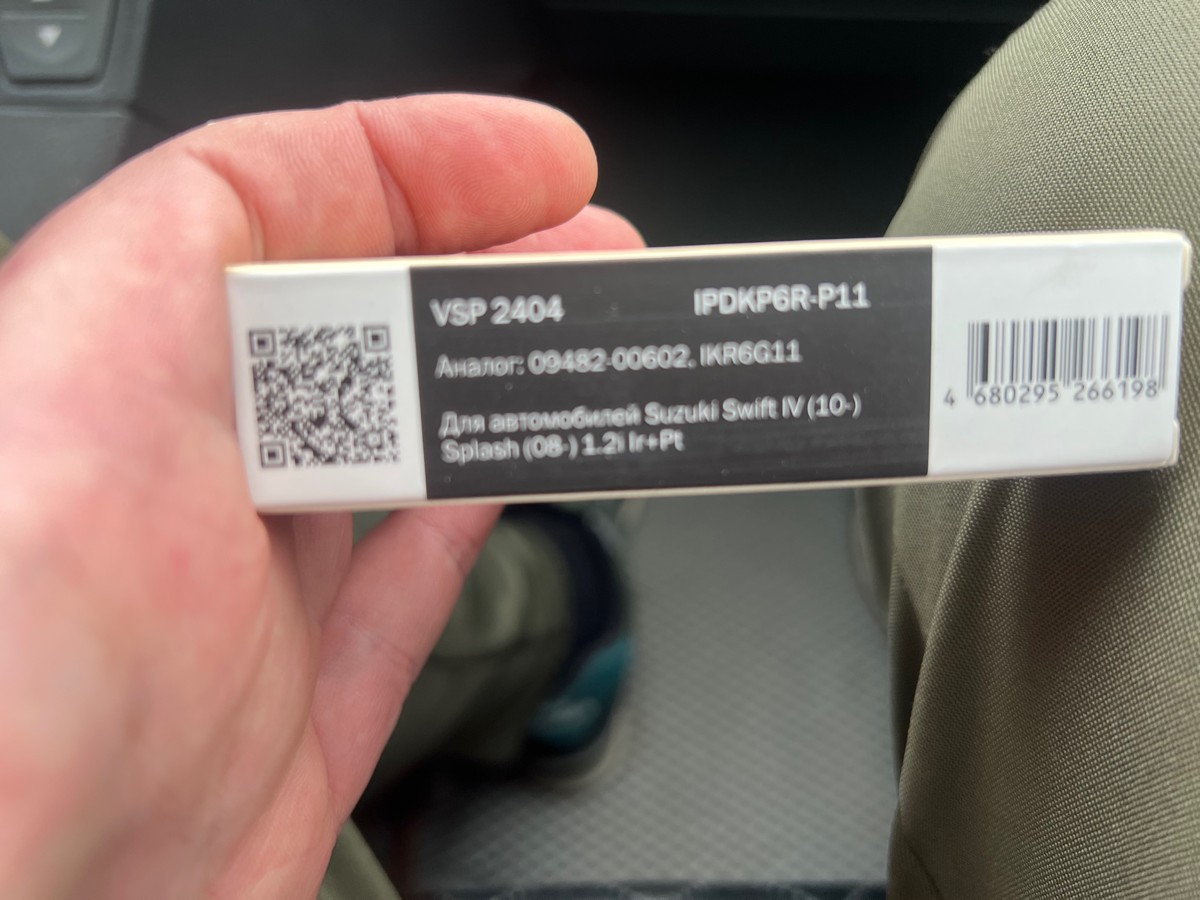 VSP 2404 IPDKP6R-P11
Аналог: 09482-00602, IKR6G11
Для автомобилей Suzuki Swift IV (10-)
Splash (08-) 1.2i Ir+Pt
4 680295 266198